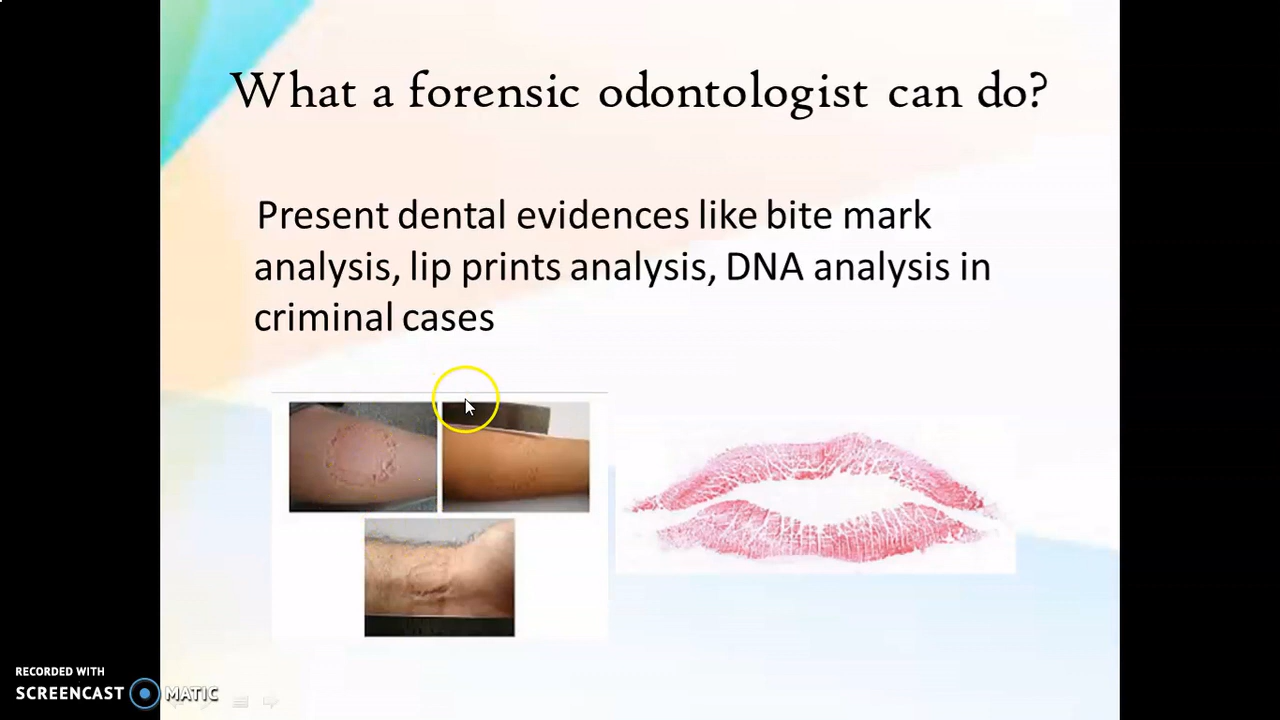 What a forensic odontologist can do?
Present dental evidences like bite mark
analysis, lip prints analysis, DNA analysis in
criminal cases
RECORDED WITH
SCREENCAST MATIC